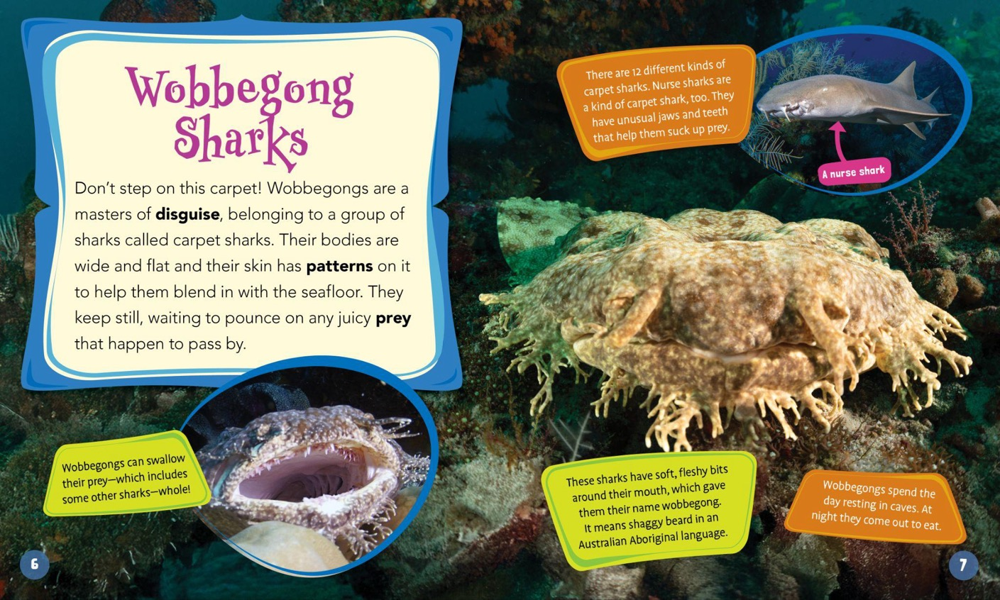 Wobbegong
Sharks
Don’t step on this carpet! Wobbegongs are a
masters of disguise, belonging to a group of
sharks called carpet sharks. Their bodies are
wide and flat and their skin has patterns on it
to help them blend in with the seafloor. They
keep still, waiting to pounce on any juicy prey
that happen to pass by.
Wobbegongs can swallow
their prey—which includes
some other sharks—whole!
6
There are 12 different kinds of
carpet sharks. Nurse sharks are
a kind of carpet shark, too. They
have unusual jaws and teeth
that help them suck up prey.
A nurse shark
These sharks have soft, fleshy bits
around their mouth, which gave
them their name wobbegong.
It means shaggy beard in an
Australian Aboriginal language.
Wobbegongs spend the
day resting in caves. At
night they come out to eat.
7